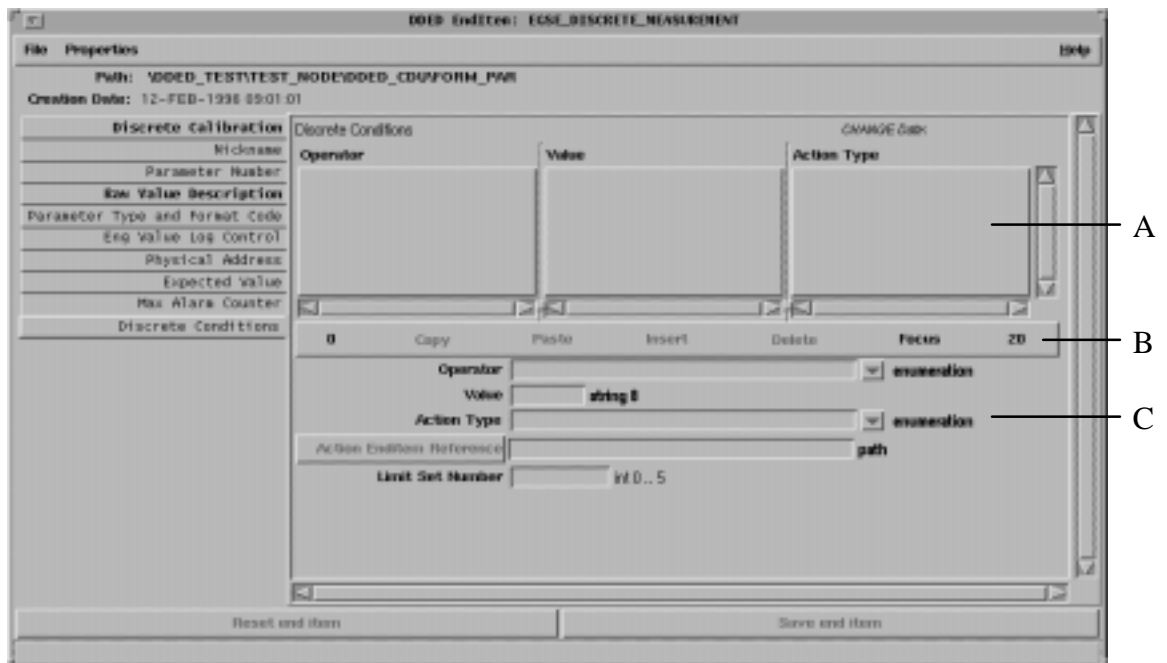 DDED EndItem: EGSE_DISCRETE_MEASUREMENT
File Properties Help
Path: \DDED_TEST\TEST_NODE\DDED_CDU\FORM_PAR
Creation Date: 12-FEB-1996 09:01:01
Discrete Calibration
Nickname
Parameter Number
Raw Value Description
Parameter Type and Format Code
Eng Value Log Control
Physical Address
Expected Value
Max Alarm Counter
Discrete Conditions
Discrete Conditions CHANGE
Operator Value Action Type
A
0 Copy Paste Insert Delete Focus 20
B
Operator enumeration
Value string 8
Action Type enumeration
C
Action EndItem Reference path
Limit Set Number int 0.. 5
Reset end item Save end item